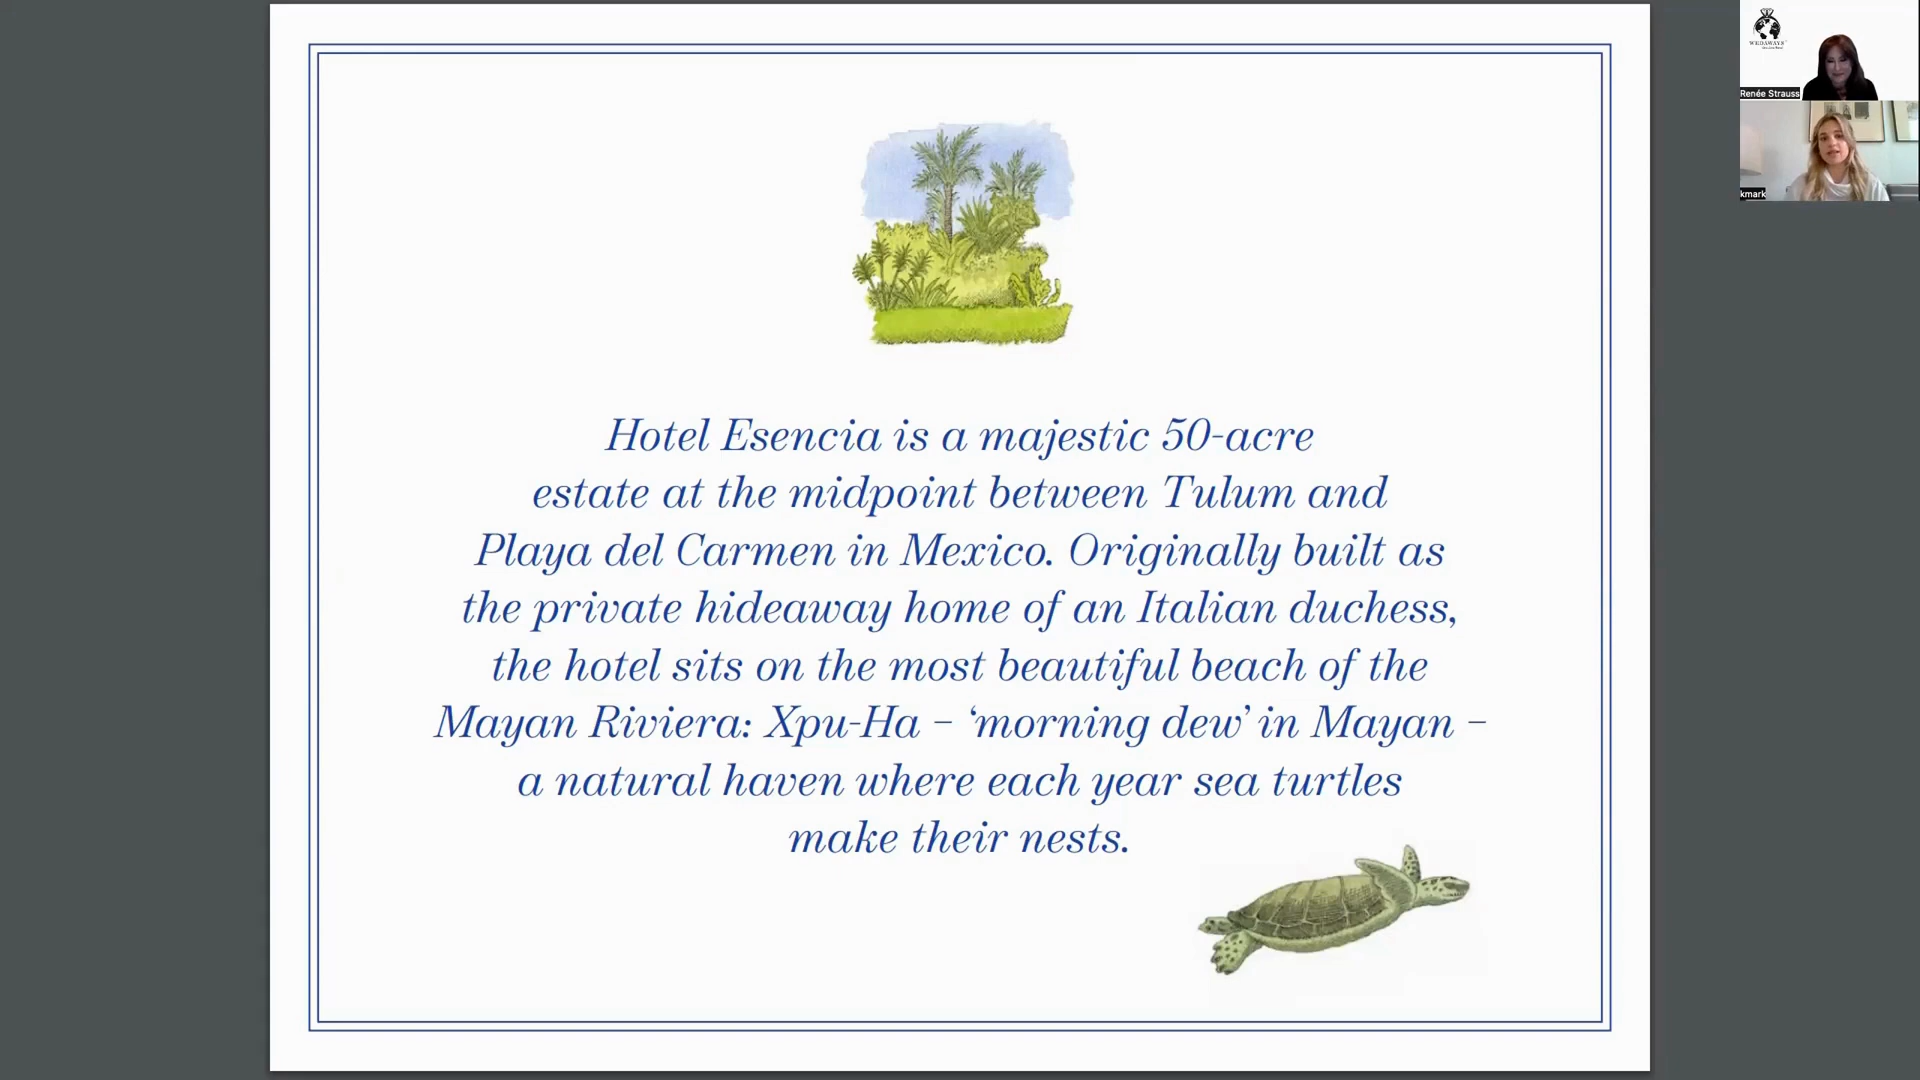 WEDAWAYS
Renée Strauss
kmark
Hotel Esencia is a majestic 50-acre
estate at the midpoint between Tulum and
Playa del Carmen in Mexico. Originally built as
the private hideaway home of an Italian duchess,
the hotel sits on the most beautiful beach of the
Mayan Riviera: Xpu-Ha – ‘morning dew’ in Mayan –
a natural haven where each year sea turtles
make their nests.